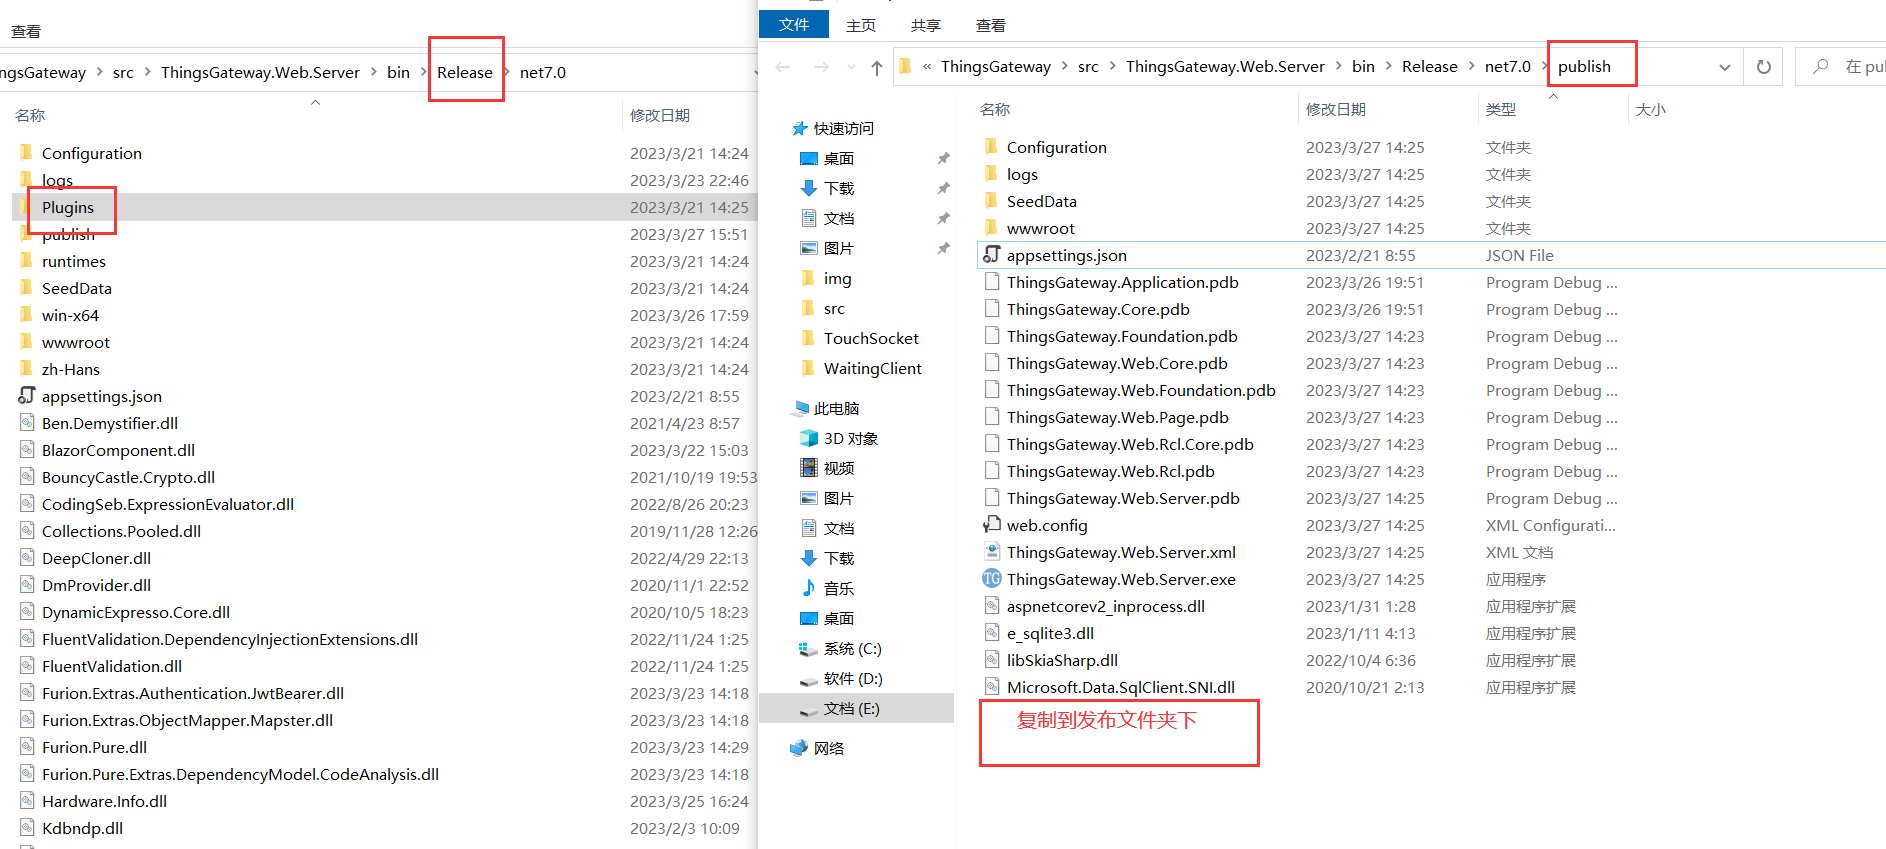 查看
ngsGateway > src > ThingsGateway.Web.Server > bin > Release > net7.0
名称 修改日期
Configuration 2023/3/21 14:24
logs 2023/3/23 22:46
Plugins 2023/3/21 14:25
publish 2023/3/27 15:51
runtimes 2023/3/21 14:24
SeedData 2023/3/21 14:24
win-x64 2023/3/26 17:59
wwwroot 2023/3/21 14:24
zh-Hans 2023/3/21 14:24
appsettings.json 2023/2/21 8:55
Ben.Demystifier.dll 2021/4/23 8:57
BlazorComponent.dll 2023/3/22 15:03
BouncyCastle.Crypto.dll 2021/10/19 19:53
CodingSeb.ExpressionEvaluator.dll 2022/8/26 20:23
Collections.Pooled.dll 2019/11/28 12:26
DeepCloner.dll 2022/4/29 22:13
DmProvider.dll 2020/11/1 22:52
DynamicExpresso.Core.dll 2020/10/5 18:23
FluentValidation.DependencyInjectionExtensions.dll 2022/11/24 1:25
FluentValidation.dll 2022/11/24 1:25
Furion.Extras.Authentication.JwtBearer.dll 2023/3/23 14:18
Furion.Extras.ObjectMapper.Mapster.dll 2023/3/23 14:18
Furion.Pure.dll 2023/3/23 14:29
Furion.Pure.Extras.DependencyModel.CodeAnalysis.dll 2023/3/23 14:18
Hardware.Info.dll 2023/3/25 16:24
Kdbndp.dll 2023/2/3 10:09
文件 主页 共享 查看
« ThingsGateway > src > ThingsGateway.Web.Server > bin > Release > net7.0 > publish
在 pul
快速访问
桌面
下载
文档
图片
img
src
TouchSocket
WaitingClient
此电脑
3D 对象
视频
图片
文档
下载
音乐
桌面
系统 (C:)
软件 (D:)
文档 (E:)
网络
名称 修改日期 类型 大小
Configuration 2023/3/27 14:25 文件夹
logs 2023/3/27 14:25 文件夹
SeedData 2023/3/27 14:25 文件夹
wwwroot 2023/3/27 14:25 文件夹
appsettings.json 2023/2/21 8:55 JSON File
ThingsGateway.Application.pdb 2023/3/26 19:51 Program Debug ...
ThingsGateway.Core.pdb 2023/3/26 19:51 Program Debug ...
ThingsGateway.Foundation.pdb 2023/3/27 14:23 Program Debug ...
ThingsGateway.Web.Core.pdb 2023/3/27 14:23 Program Debug ...
ThingsGateway.Web.Foundation.pdb 2023/3/27 14:23 Program Debug ...
ThingsGateway.Web.Page.pdb 2023/3/27 14:23 Program Debug ...
ThingsGateway.Web.Rcl.Core.pdb 2023/3/27 14:23 Program Debug ...
ThingsGateway.Web.Rcl.pdb 2023/3/27 14:23 Program Debug ...
ThingsGateway.Web.Server.pdb 2023/3/27 14:25 Program Debug ...
web.config 2023/3/27 14:25 XML Configurati...
ThingsGateway.Web.Server.xml 2023/3/27 14:25 XML 文档
TG ThingsGateway.Web.Server.exe 2023/3/27 14:25 应用程序
aspnetcorev2_inprocess.dll 2023/1/31 1:28 应用程序扩展
e_sqlite3.dll 2023/1/11 4:13 应用程序扩展
libSkiaSharp.dll 2022/10/4 6:36 应用程序扩展
Microsoft.Data.SqlClient.SNI.dll 2020/10/21 2:13 应用程序扩展
复制到发布文件夹下